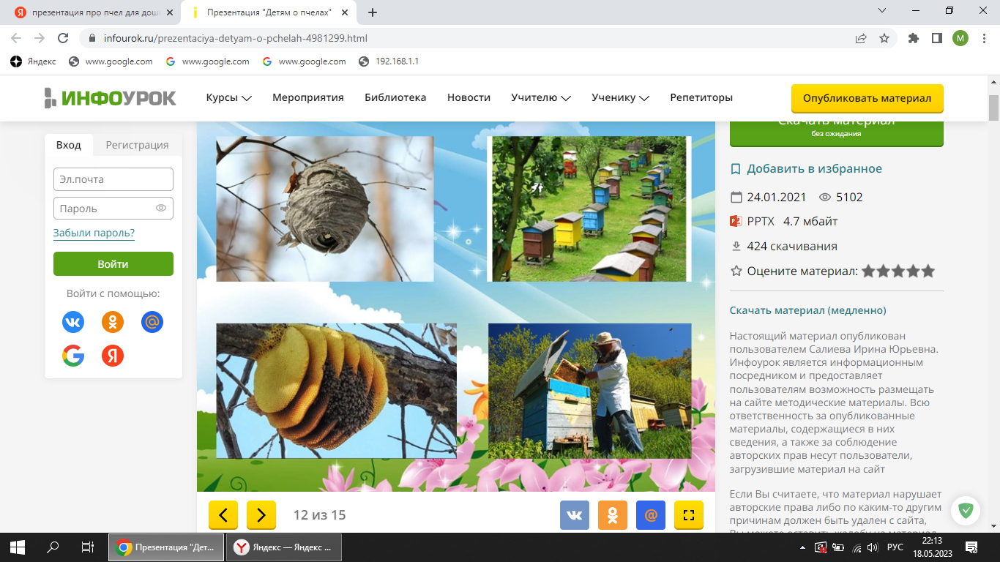 презентация про пчел для дош
Презентация "Детям о пчелах"
infourok.ru/prezentaciya-detyam-o-pchelah-4981299.html
М
Яндекс
www.google.com
www.google.com
www.google.com
192.168.1.1
ИНФОУРОК
Курсы
Мероприятия
Библиотека
Новости
Учителю
Ученику
Репетиторы
Опубликовать материал
Вход
Регистрация
Эл.почта
Пароль
Забыли пароль?
Войти
Войти с помощью:
Скачать материал
без ожидания
Добавить в избранное
24.01.2021 5102
PPTX 4.7 мбайт
424 скачивания
Оцените материал:
Скачать материал (медленно)
Настоящий материал опубликован
пользователем Салиева Ирина Юрьевна.
Инфоурок является информационным
посредником и предоставляет
пользователям возможность размещать
на сайте методические материалы. Всю
ответственность за опубликованные
материалы, содержащиеся в них
сведения, а также за соблюдение
авторских прав несут пользователи,
загрузившие материал на сайт
Если Вы считаете, что материал нарушает
авторские права либо по каким-то другим
причинам должен быть удален с сайта,
Вы можете оставить жалобу на материал
12 из 15
Презентация "Дет...
Яндекс — Яндекс ...
РУС
22:13
18.05.2023